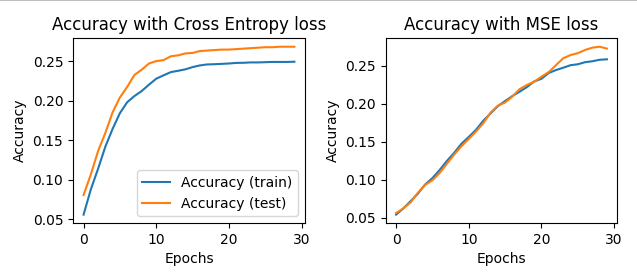 Accuracy with Cross Entropy loss
Accuracy
0.25
0.20
0.15
0.10
0.05
0
10
20
30
Epochs
Accuracy (train)
Accuracy (test)
Accuracy with MSE loss
Accuracy
0.25
0.20
0.15
0.10
0.05
0
10
20
30
Epochs